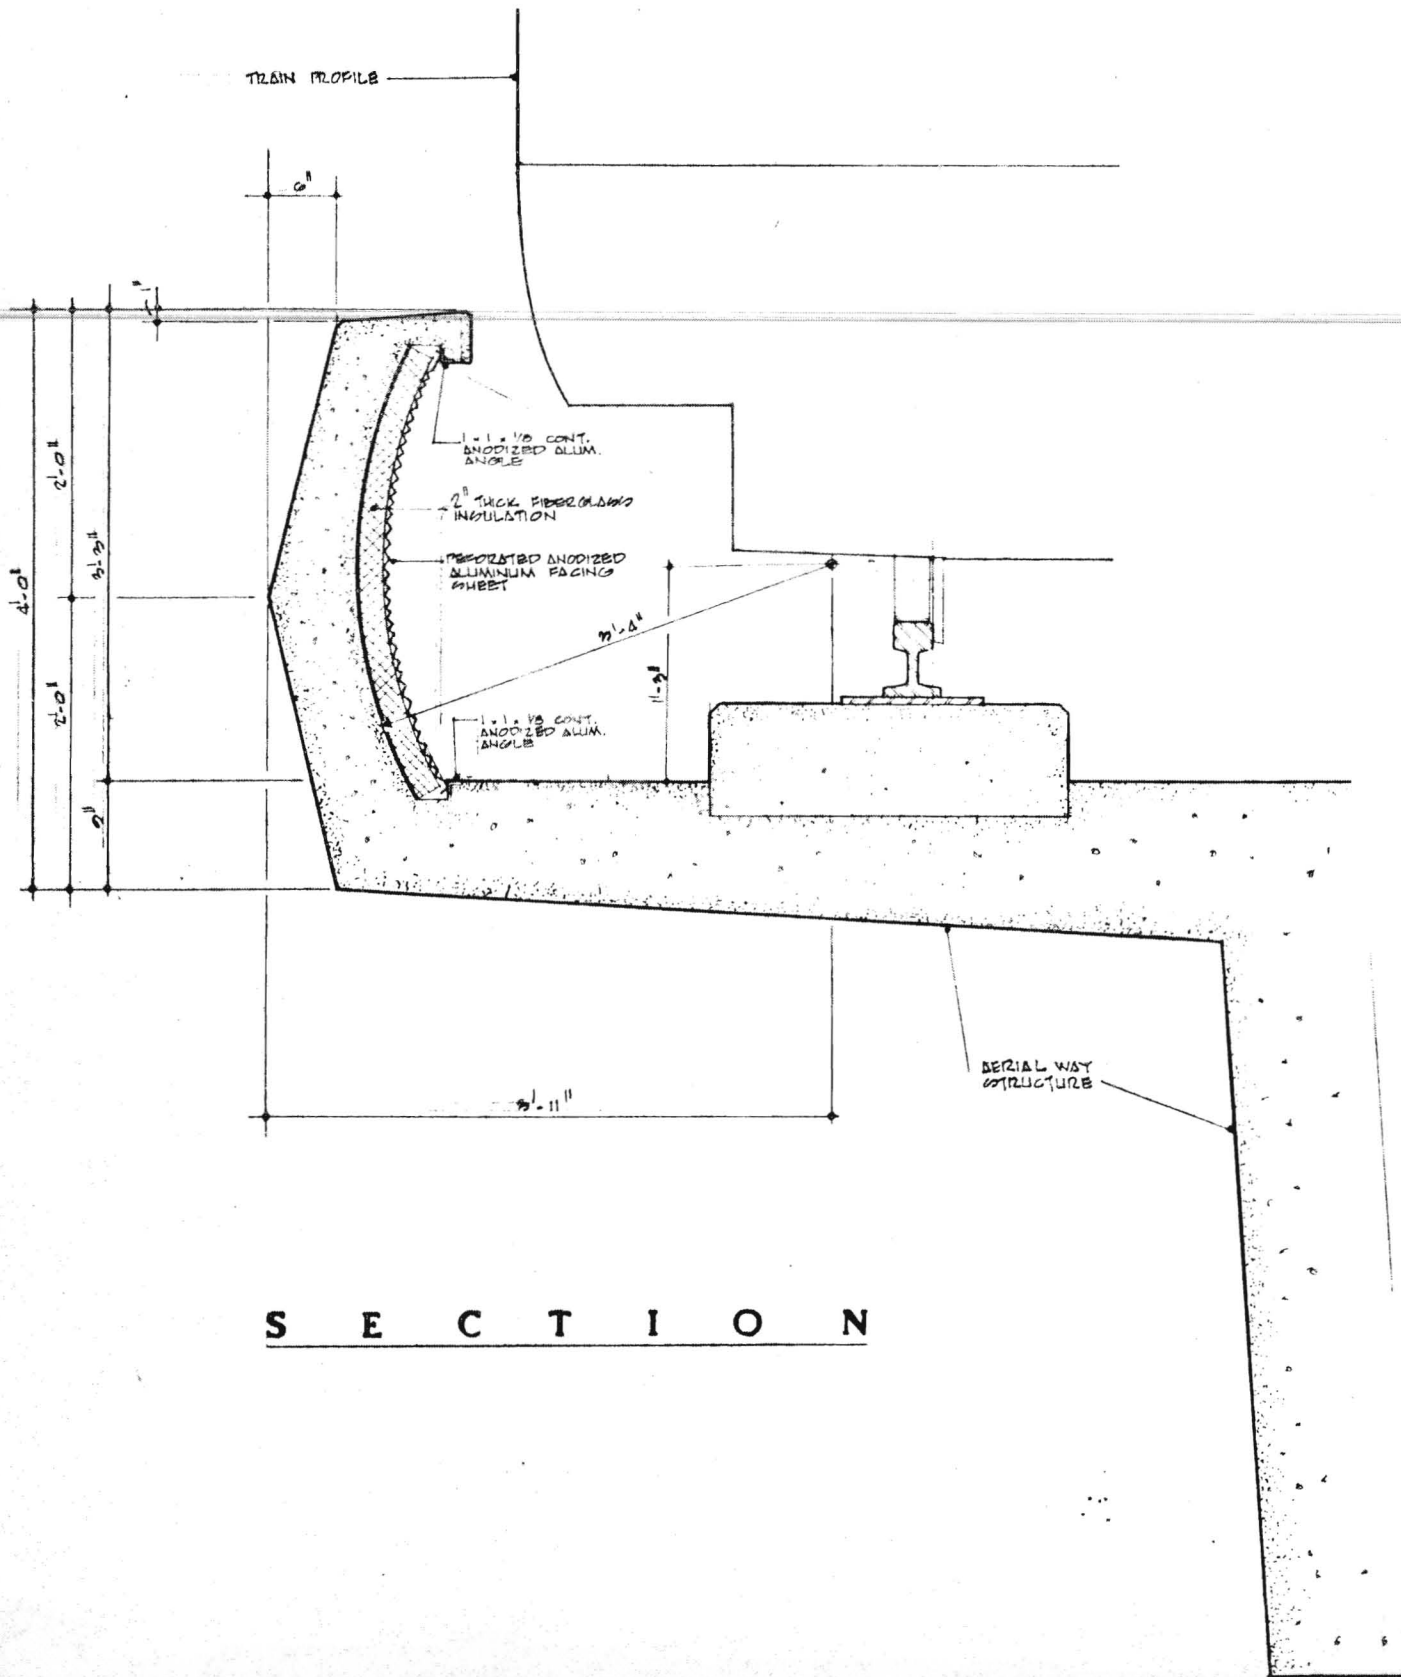 TRAIN PROFILE
6"
1"
2'-0"
3'-3"
4'-0"
2'-0"
9"
1 x 1 x 1/8 CONT.
ANODIZED ALUM.
ANGLE
2" THICK FIBERGLASS
INSULATION
PEFORATED ANODIZED
ALUMINUM FACING
SHEET
3'-4"
1'-3"
1 x 1 x 1/8 CONT.
ANODIZED ALUM.
ANGLE
AERIAL WAY
STRUCTURE
3'-11"
SECTION